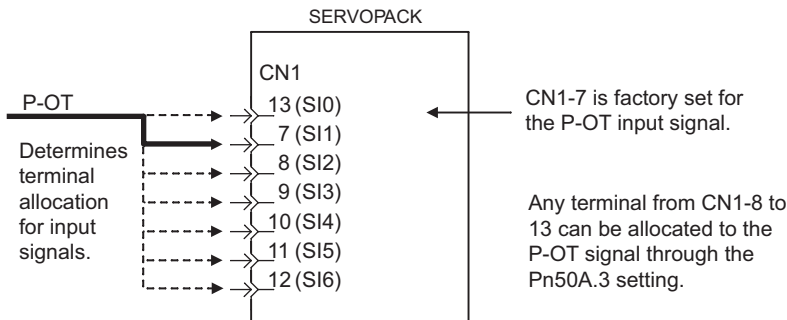 SERVOPACK
CN1
P-OT
13 (SI0)
7 (SI1)
8 (SI2)
9 (SI3)
10 (SI4)
11 (SI5)
12 (SI6)
Determines
terminal
allocation
for input
signals.
CN1-7 is factory set for
the P-OT input signal.
Any terminal from CN1-8 to
13 can be allocated to the
P-OT signal through the
Pn50A.3 setting.